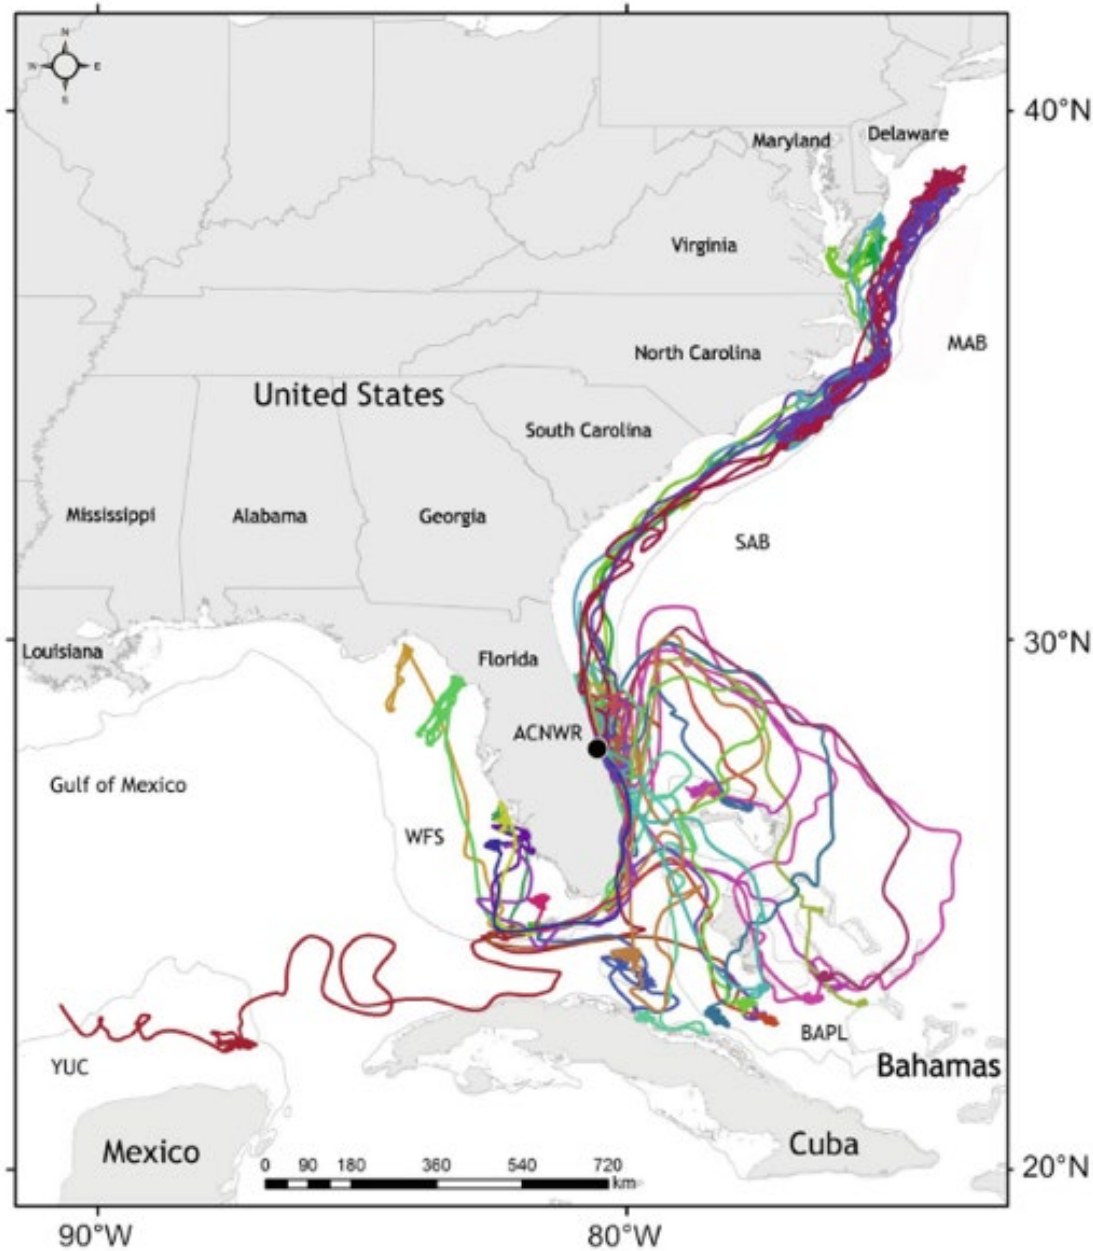 N
W E
S
40°N
Maryland
Delaware
Virginia
MAB
North Carolina
United States
South Carolina
Mississippi
Alabama
Georgia
SAB
30°N
Louisiana
Florida
ACNWR
Gulf of Mexico
WFS
BAPL
YUC
Bahamas
Mexico
Cuba
0 90 180 360 540 720
km
20°N
90°W
80°W